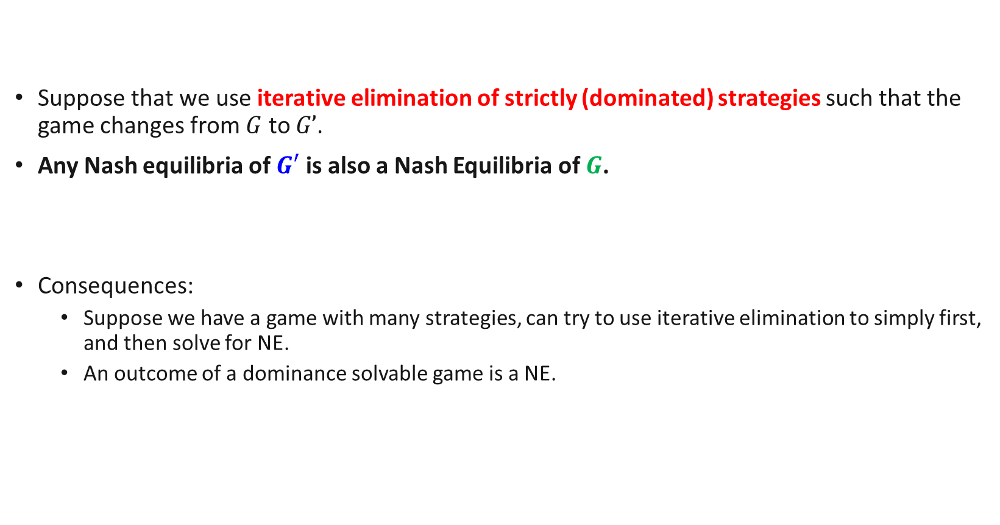 • Suppose that we use iterative elimination of strictly (dominated) strategies such that the
game changes from G to G’.
• Any Nash equilibria of G′ is also a Nash Equilibria of G.
• Consequences:
• Suppose we have a game with many strategies, can try to use iterative elimination to simply first,
and then solve for NE.
• An outcome of a dominance solvable game is a NE.